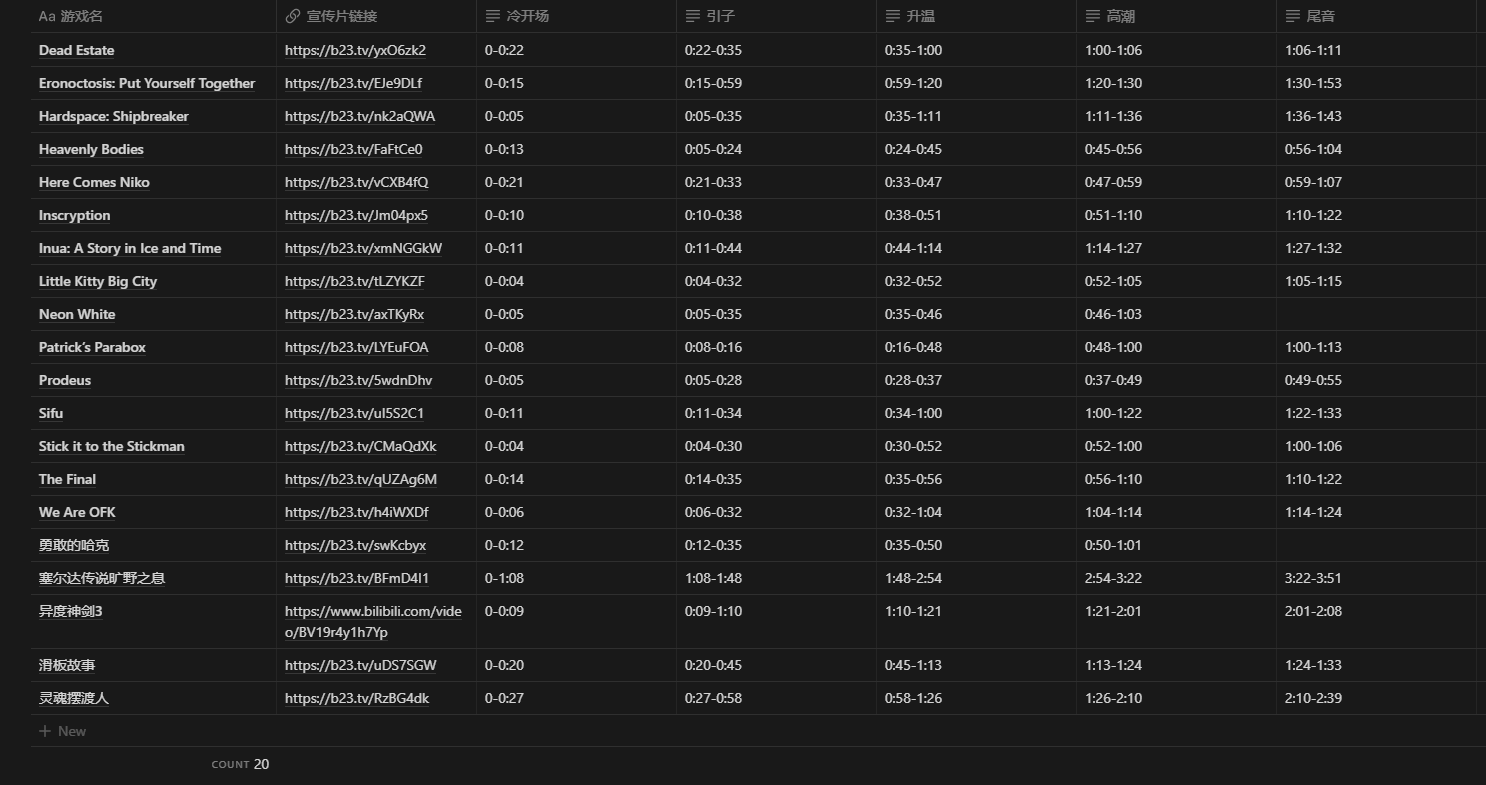 Aa 游戏名 宣传片链接 冷开场 引子 升温 高潮 尾音
Dead Estate https://b23.tv/yxO6zk2 0-0:22 0:22-0:35 0:35-1:00 1:00-1:06 1:06-1:11
Eronoctosis: Put Yourself Together https://b23.tv/EJe9DLf 0-0:15 0:15-0:59 0:59-1:20 1:20-1:30 1:30-1:53
Hardspace: Shipbreaker https://b23.tv/nk2aQWA 0-0:05 0:05-0:35 0:35-1:11 1:11-1:36 1:36-1:43
Heavenly Bodies https://b23.tv/FaFtCe0 0-0:13 0:05-0:24 0:24-0:45 0:45-0:56 0:56-1:04
Here Comes Niko https://b23.tv/vCXB4fQ 0-0:21 0:21-0:33 0:33-0:47 0:47-0:59 0:59-1:07
Inscryption https://b23.tv/Jm04px5 0-0:10 0:10-0:38 0:38-0:51 0:51-1:10 1:10-1:22
Inua: A Story in Ice and Time https://b23.tv/xmNGGkW 0-0:11 0:11-0:44 0:44-1:14 1:14-1:27 1:27-1:32
Little Kitty Big City https://b23.tv/tLZYKZF 0-0:04 0:04-0:32 0:32-0:52 0:52-1:05 1:05-1:15
Neon White https://b23.tv/axTKyRx 0-0:05 0:05-0:35 0:35-0:46 0:46-1:03
Patrick’s Parabox https://b23.tv/LYEuFOA 0-0:08 0:08-0:16 0:16-0:48 0:48-1:00 1:00-1:13
Prodeus https://b23.tv/5wdnDhv 0-0:05 0:05-0:28 0:28-0:37 0:37-0:49 0:49-0:55
Sifu https://b23.tv/uI5S2C1 0-0:11 0:11-0:34 0:34-1:00 1:00-1:22 1:22-1:33
Stick it to the Stickman https://b23.tv/CMaQdXk 0-0:04 0:04-0:30 0:30-0:52 0:52-1:00 1:00-1:06
The Final https://b23.tv/qUZAg6M 0-0:14 0:14-0:35 0:35-0:56 0:56-1:10 1:10-1:22
We Are OFK https://b23.tv/h4iWXDf 0-0:06 0:06-0:32 0:32-1:04 1:04-1:14 1:14-1:24
勇敢的哈克 https://b23.tv/swKcbyx 0-0:12 0:12-0:35 0:35-0:50 0:50-1:01
塞尔达传说旷野之息 https://b23.tv/BFmD4I1 0-1:08 1:08-1:48 1:48-2:54 2:54-3:22 3:22-3:51
异度神剑3 https://www.bilibili.com/vide 0-0:09 0:09-1:10 1:10-1:21 1:21-2:01 2:01-2:08
o/BV19r4y1h7Yp
滑板故事 https://b23.tv/uDS7SGW 0-0:20 0:20-0:45 0:45-1:13 1:13-1:24 1:24-1:33
灵魂摆渡人 https://b23.tv/RzBG4dk 0-0:27 0:27-0:58 0:58-1:26 1:26-2:10 2:10-2:39
+ New
COUNT 20